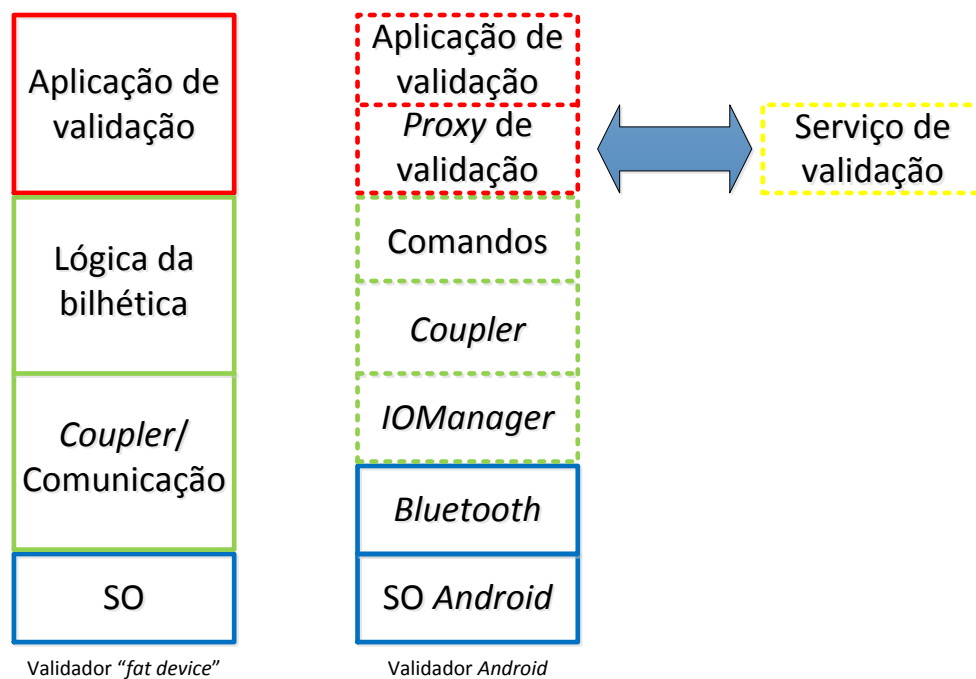 Aplicação de
validação
Lógica da
bilhética
Coupler/
Comunicação
SO
Validador “fat device”
Aplicação de
validação
Proxy de
validação
Comandos
Coupler
IOManager
Bluetooth
SO Android
Validador Android
Serviço de
validação